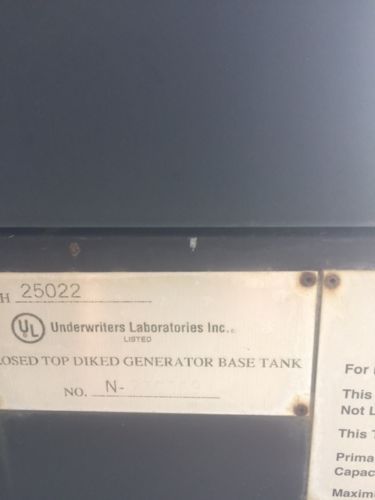 H 25022
UL Underwriters Laboratories Inc.
LISTED
LOSED TOP DIKED GENERATOR BASE TANK
NO. N-
For
This
Not L
This T
Prima
Capac
Maxim